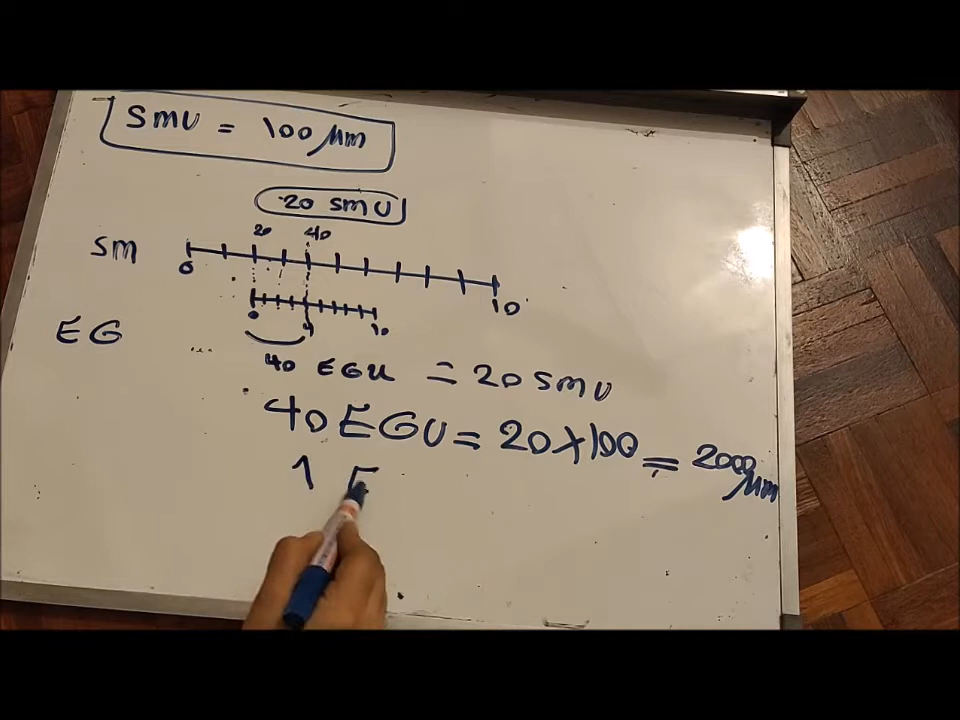 SMU = 100 μm
20 SMU
20 40
SM
0 10
0 4 10
EG
40 EGU = 20 SMU
40 EGU = 20 × 100 = 2000 μm
1 E